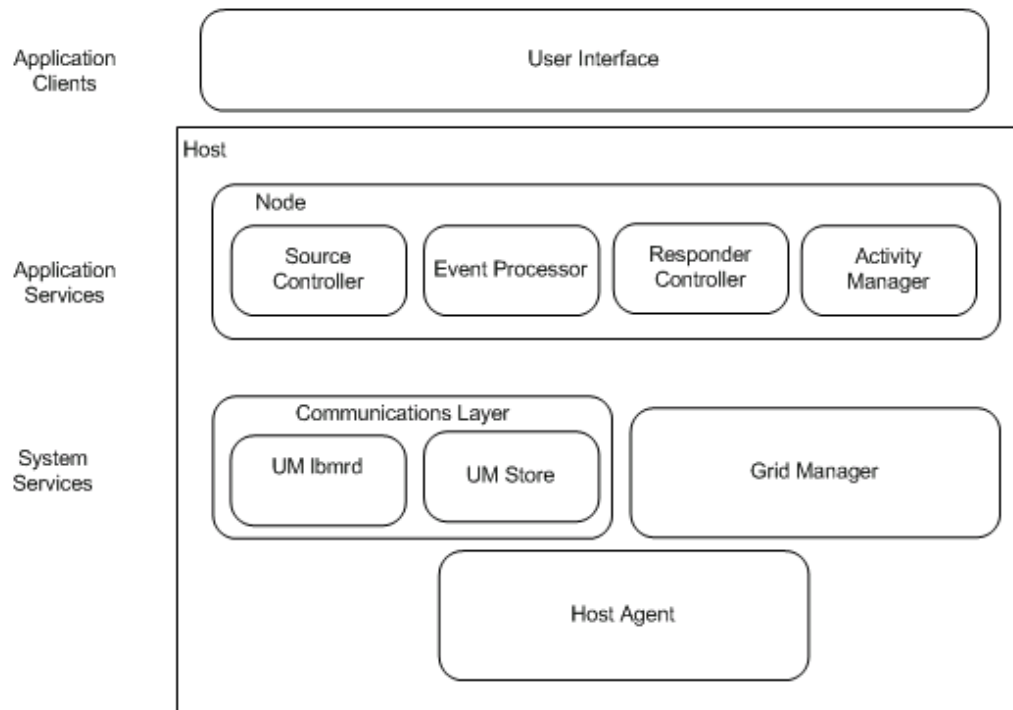 Application
Clients
User Interface
Host
Node
Application
Services
Source
Controller
Event Processor
Responder
Controller
Activity
Manager
System
Services
Communications Layer
UM lbmrd
UM Store
Grid Manager
Host Agent